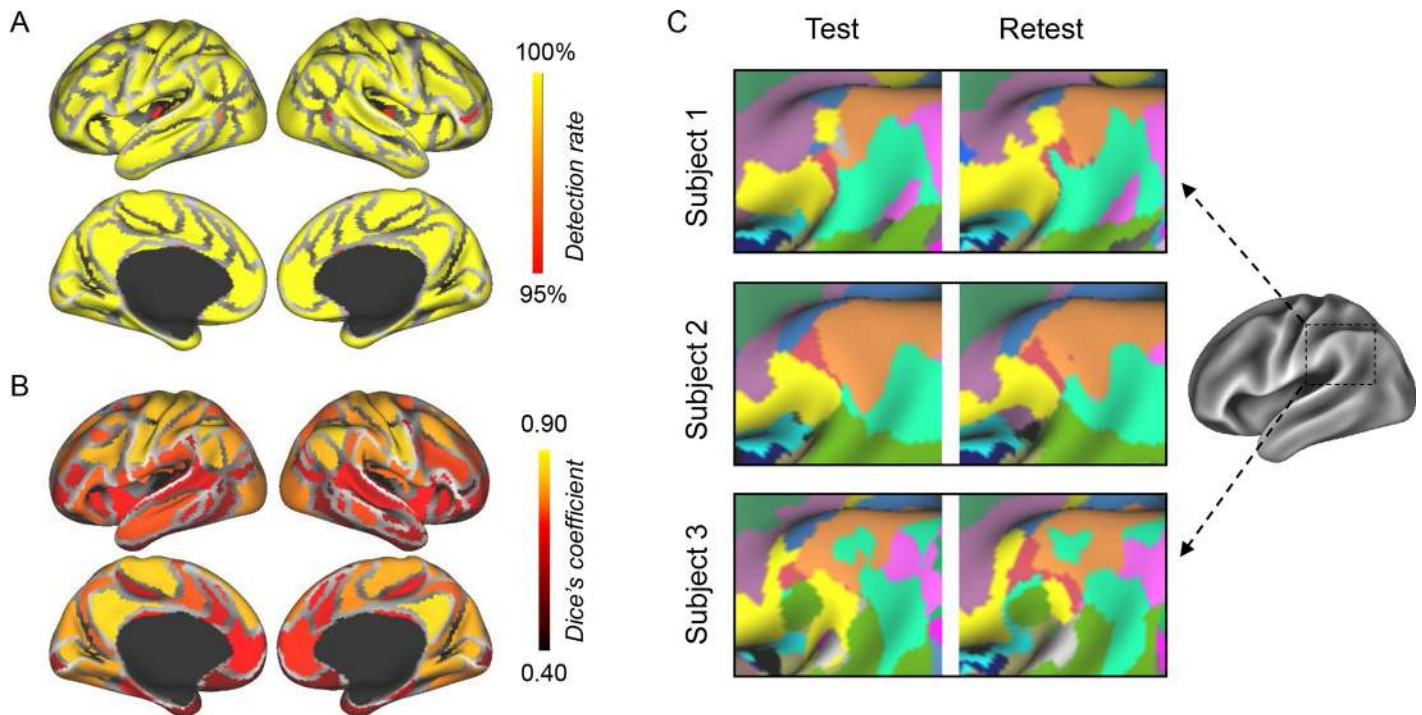 A
100%
Detection rate
95%
B
0.90
Dice's coefficient
0.40
C
Test
Retest
Subject 1
Subject 2
Subject 3